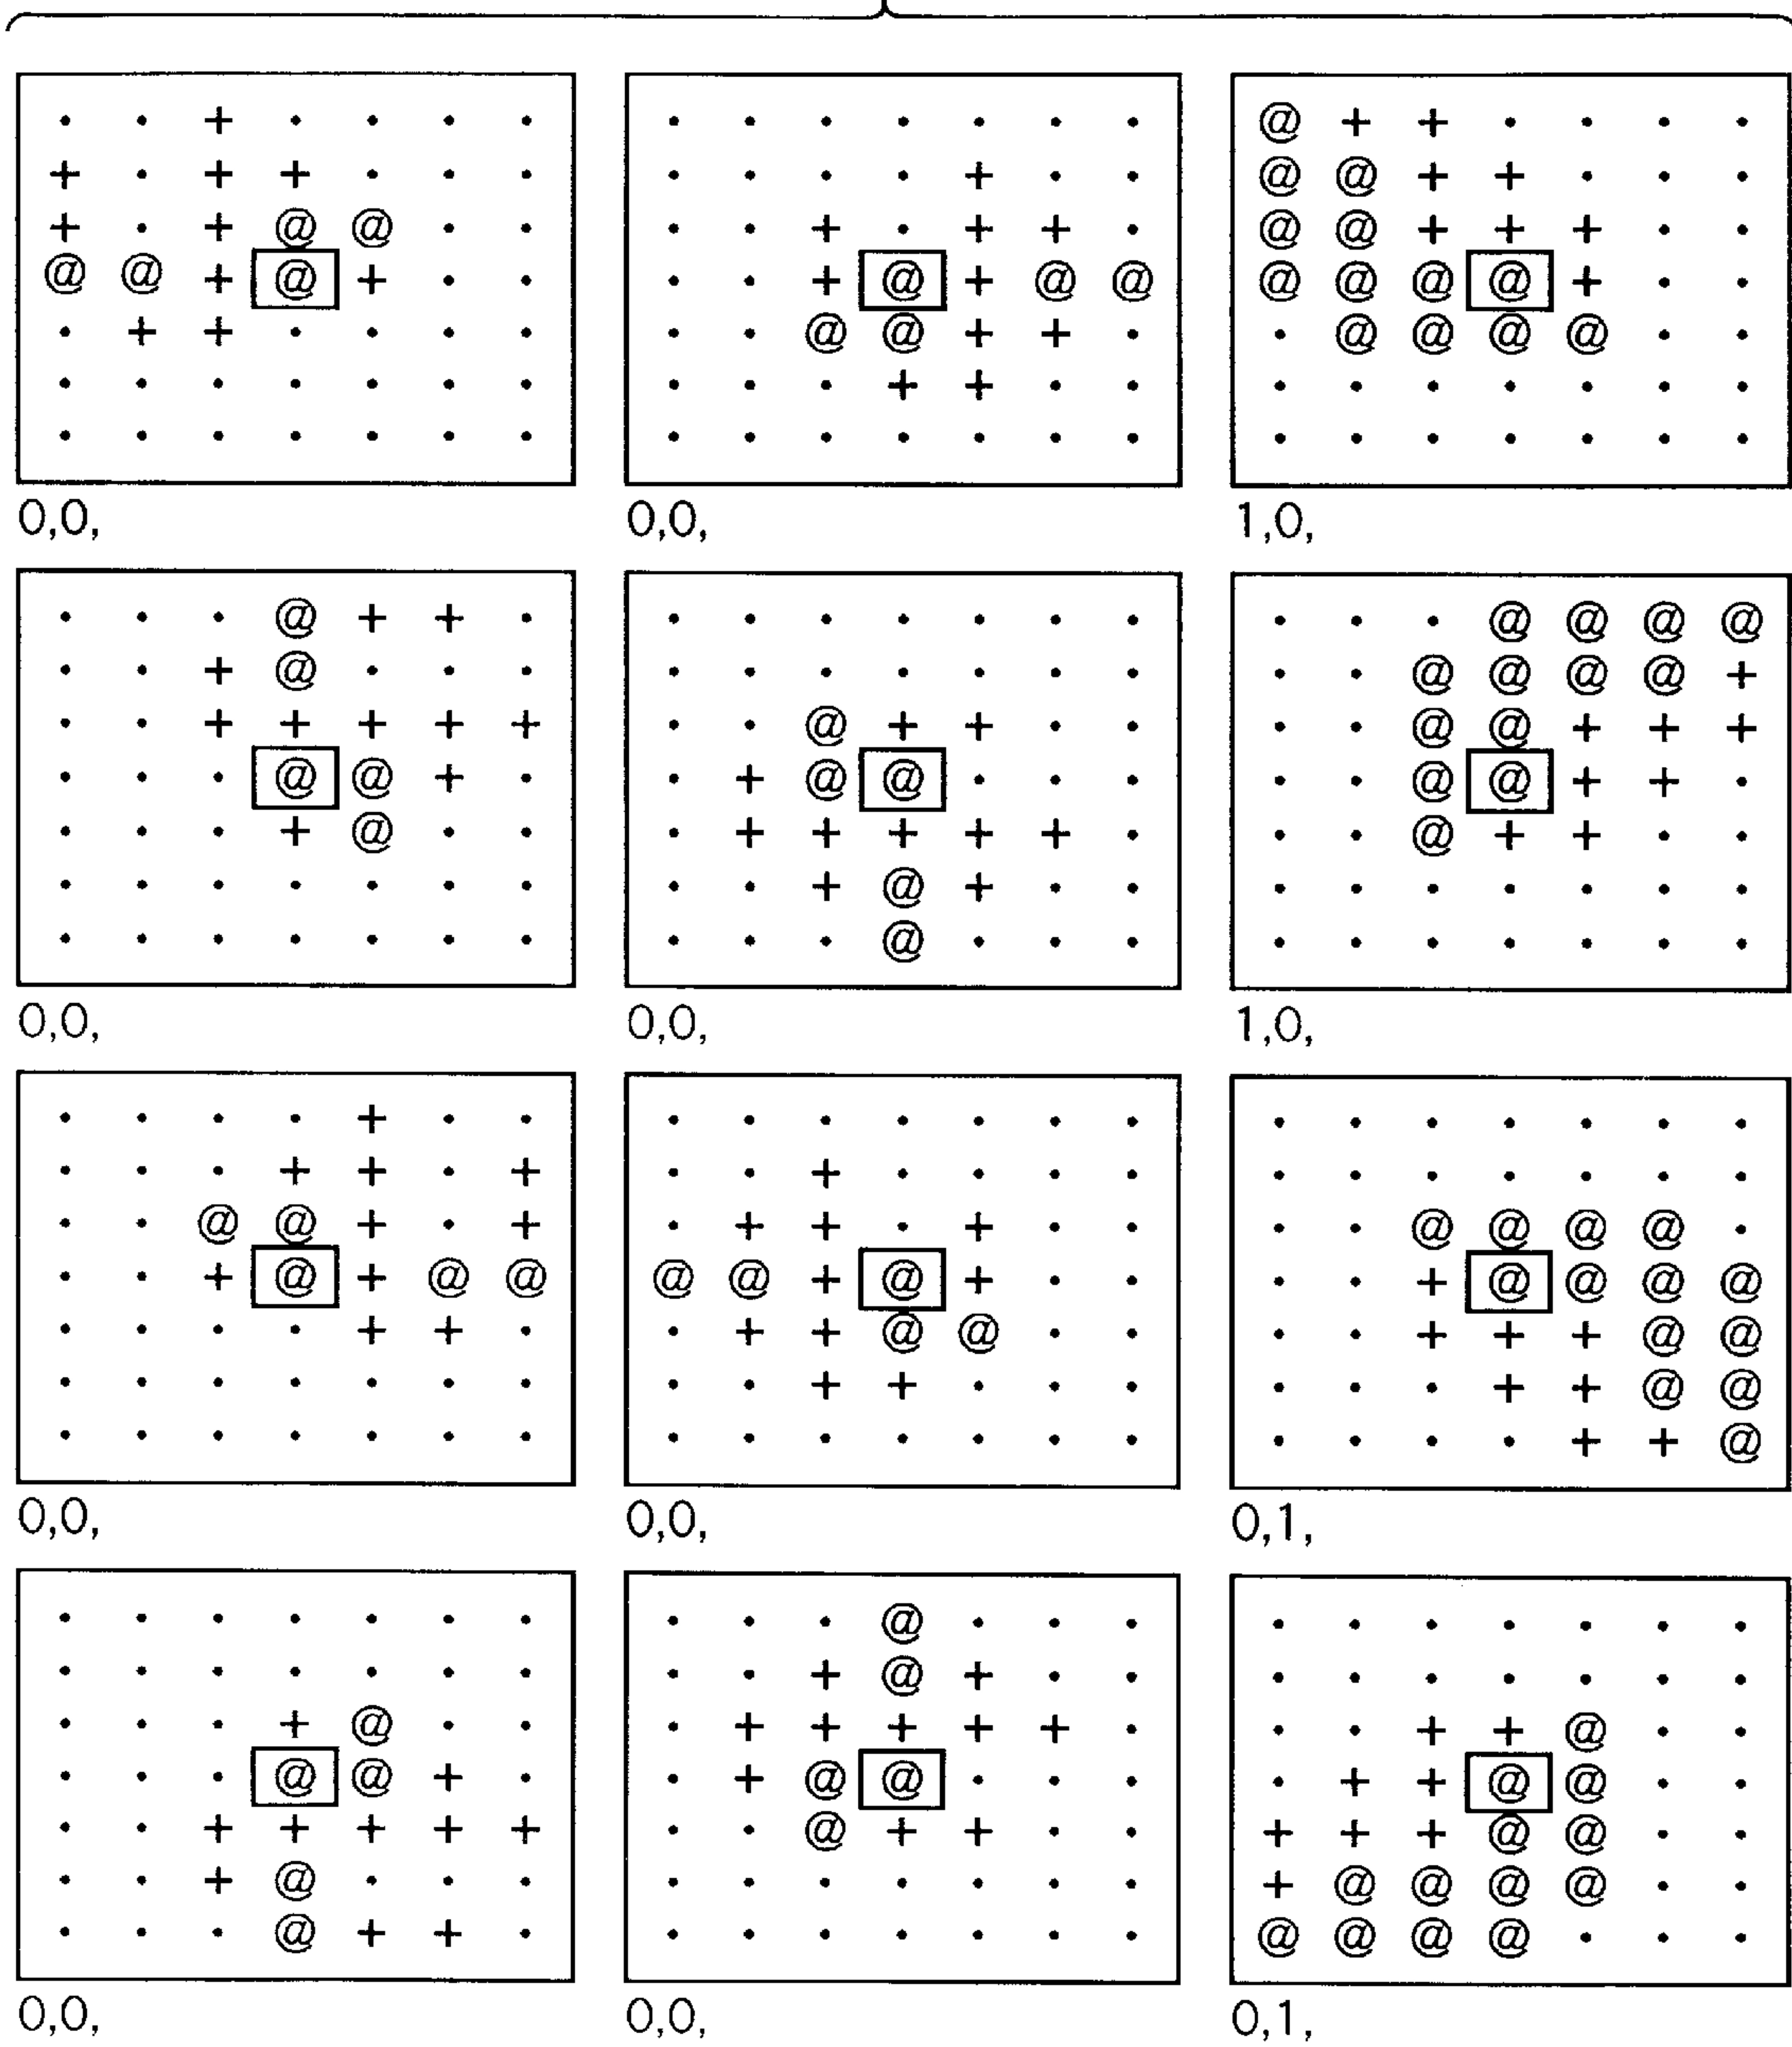 . . + . . . .   . . . . . . .   @ + + . . . .
+ . + + . . .   . . . . + . .   @ @ + + . . .
+ . + @ @ . .   . . + . + + .   @ @ + + + . .
@ @ + @ + . .   . . + @ + @ @   @ @ @ @ + . .
. + + . . . .   . . @ @ + + .   . @ @ @ @ . .
. . . . . . .   . . . + + . .   . . . . . . .
. . . . . . .   . . . . . . .   . . . . . . .
0,0,   0,0,   1,0,
. . . @ + + .   . . . . . . .   . . . @ @ @ @
. . + @ . . .   . . . . . . .   . . @ @ @ @ +
. . + + + + +   . . @ + + . .   . . @ @ + + +
. . . @ @ + .   . + @ @ . . .   . . @ @ + + .
. . . + @ . .   . + + + + + .   . . @ + + . .
. . . . . . .   . . + @ + . .   . . . . . . .
. . . . . . .   . . . @ . . .   . . . . . . .
0,0,   0,0,   1,0,
. . . . + . .   . . . . . . .   . . . . . . .
. . . + + . +   . . + . . . .   . . . . . . .
. . @ @ + . +   . + + . + . .   . . @ @ @ @ .
. . + @ + @ @   @ @ + @ + . .   . . + @ @ @ @
. . . . + + .   . + + @ @ . .   . . + + + @ @
. . . . . . .   . . + + . . .   . . . + + @ @
. . . . . . .   . . . . . . .   . . . . + + @
0,0,   0,0,   0,1,
. . . . . . .   . . . @ . . .   . . . . . . .
. . . . . . .   . . + @ + . .   . . . . . . .
. . . + @ . .   . + + + + + .   . . + + @ . .
. . . @ @ + .   . + @ @ . . .   . + + @ @ . .
. . + + + + +   . . @ + + . .   + + + @ @ . .
. . + @ . . .   . . . . . . .   + @ @ @ @ . .
. . . @ + + .   . . . . . . .   @ @ @ @ . . .
0,0,   0,0,   0,1,